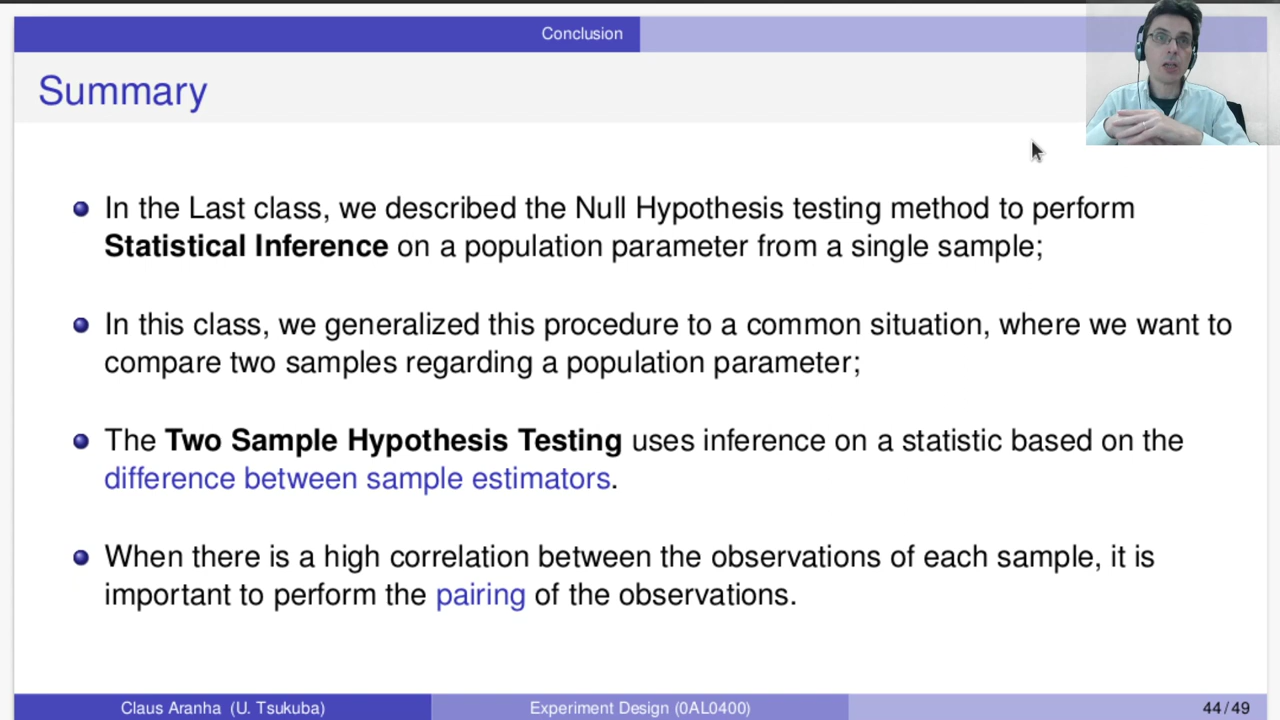 Conclusion
Summary
In the Last class, we described the Null Hypothesis testing method to perform
Statistical Inference on a population parameter from a single sample;
In this class, we generalized this procedure to a common situation, where we want to
compare two samples regarding a population parameter;
The Two Sample Hypothesis Testing uses inference on a statistic based on the
difference between sample estimators.
When there is a high correlation between the observations of each sample, it is
important to perform the pairing of the observations.
Claus Aranha (U. Tsukuba)
Experiment Design (0AL0400)
44/49